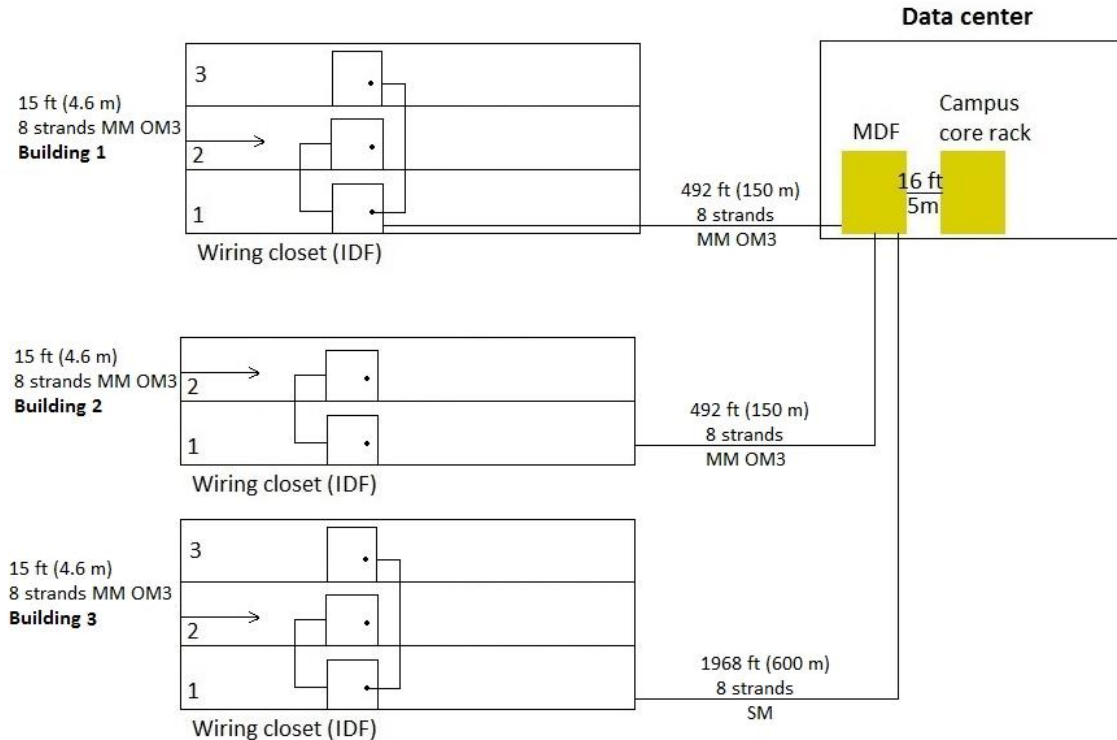 Data center
3
15 ft (4.6 m)
8 strands MM OM3
Building 1
2
1
Wiring closet (IDF)
492 ft (150 m)
8 strands
MM OM3
MDF
Campus
core rack
16 ft
5m
15 ft (4.6 m)
8 strands MM OM3
Building 2
2
1
Wiring closet (IDF)
492 ft (150 m)
8 strands
MM OM3
3
15 ft (4.6 m)
8 strands MM OM3
Building 3
2
1
Wiring closet (IDF)
1968 ft (600 m)
8 strands
SM